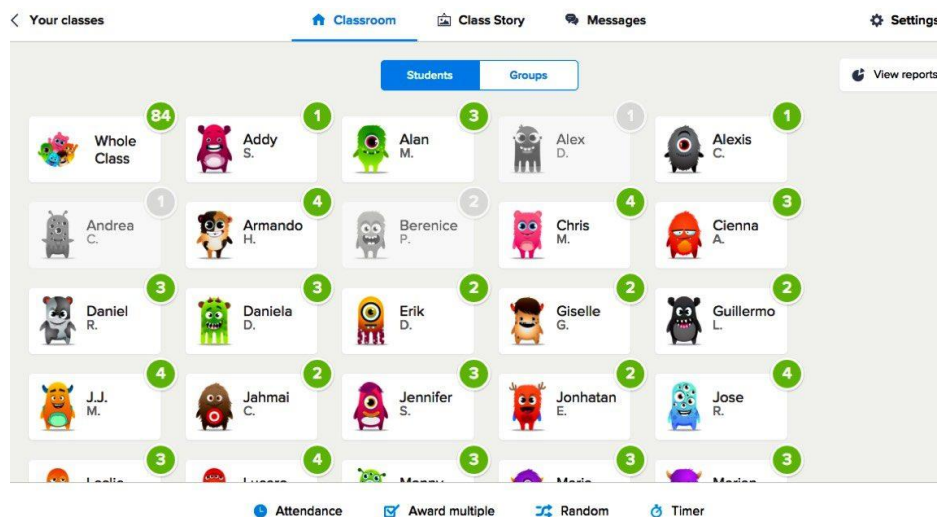 Your classes Classroom Class Story Messages Settings
Students Groups View reports
84 1 3 1 1
Whole Class
Addy S.
Alan M.
Alex D.
Alexis C.
1 4 2 4 3
Andrea C.
Armando H.
Berenice P.
Chris M.
Cienna A.
3 3 2 2 2
Daniel R.
Daniela D.
Erik D.
Giselle G.
Guillermo L.
4 2 3 2 4
J.J. M.
Jahmai C.
Jennifer S.
Jonhatan E.
Jose R.
3 4 3 3 3
Attendance Award multiple Random Timer